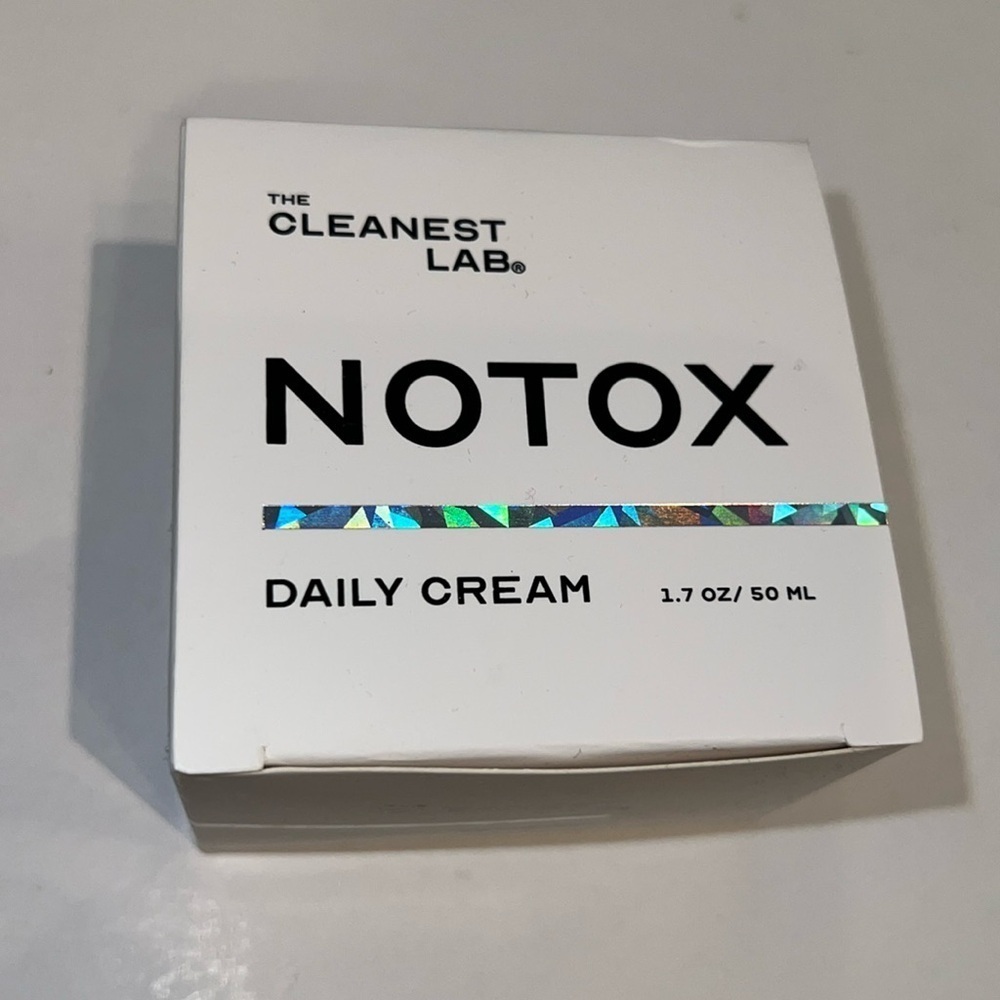 THE
CLEANEST
LAB®
NOTOX
DAILY CREAM 1.7 OZ/ 50 ML